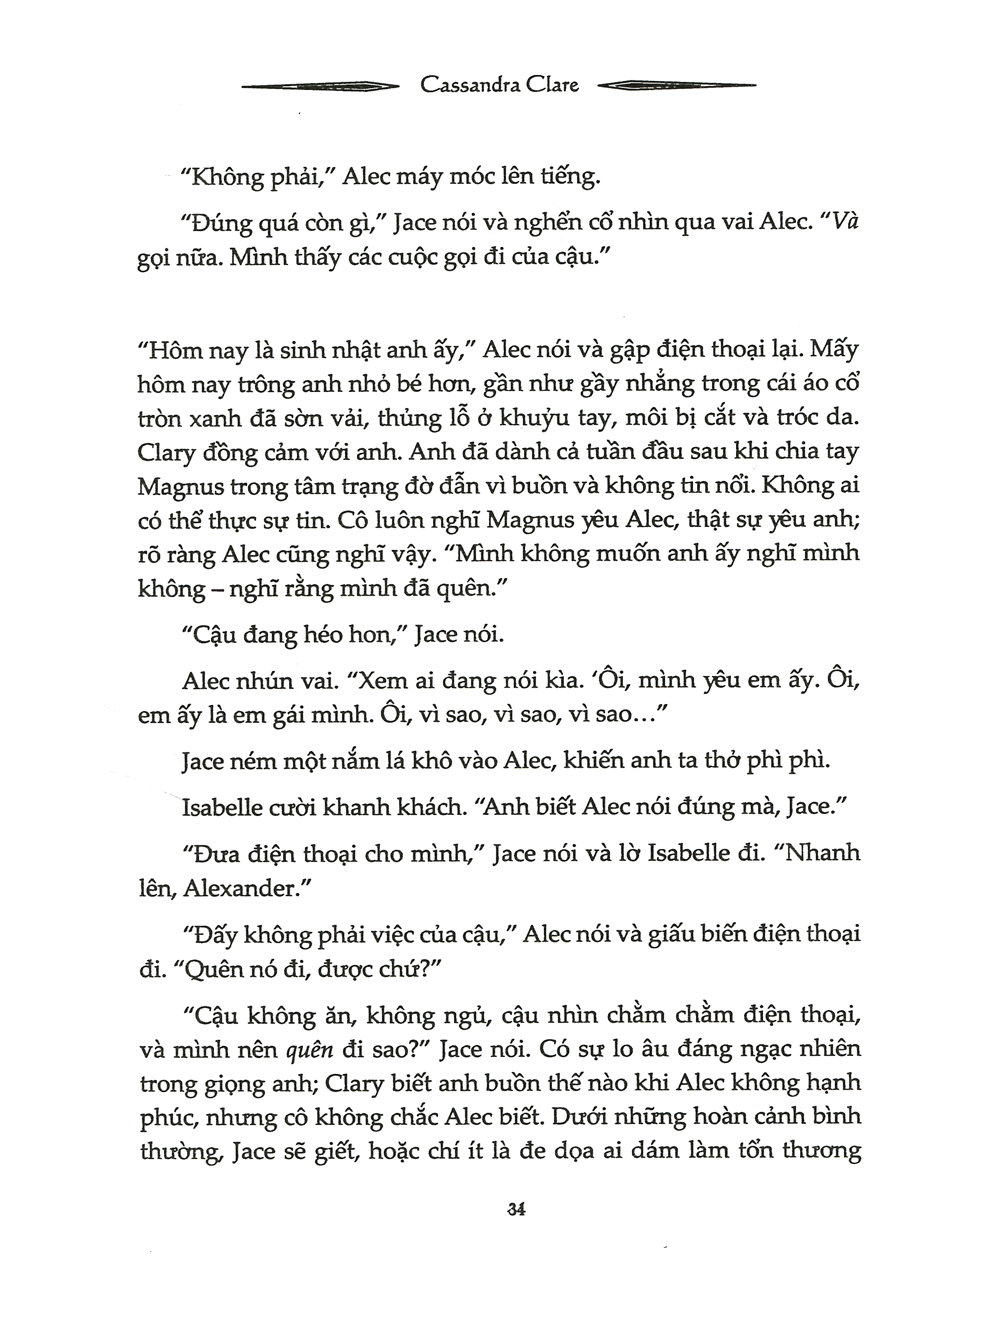 Cassandra Clare
“Không phải,” Alec máy móc lên tiếng.
“Đúng quá còn gì,” Jace nói và nghển cổ nhìn qua vai Alec. “Và
gọi nữa. Mình thấy các cuộc gọi đi của cậu.”
“Hôm nay là sinh nhật anh ấy,” Alec nói và gập điện thoại lại. Mấy
hôm nay trông anh nhỏ bé hơn, gần như gầy nhẳng trong cái áo cổ
tròn xanh đã sờn vải, thủng lỗ ở khuỷu tay, môi bị cắt và tróc da.
Clary đồng cảm với anh. Anh đã dành cả tuần đầu sau khi chia tay
Magnus trong tâm trạng đờ đẫn vì buồn và không tin nổi. Không ai
có thể thực sự tin. Cô luôn nghĩ Magnus yêu Alec, thật sự yêu anh;
rõ ràng Alec cũng nghĩ vậy. “Mình không muốn anh ấy nghĩ mình
không – nghĩ rằng mình đã quên.”
“Cậu đang héo hon,” Jace nói.
Alec nhún vai. “Xem ai đang nói kìa. ‘Ôi, mình yêu em ấy. Ôi,
em ấy là em gái mình. Ôi, vì sao, vì sao, vì sao…”
Jace ném một nắm lá khô vào Alec, khiến anh ta thở phì phì.
Isabelle cười khanh khách. “Anh biết Alec nói đúng mà, Jace.”
“Đưa điện thoại cho mình,” Jace nói và lờ Isabelle đi. “Nhanh
lên, Alexander.”
“Đấy không phải việc của cậu,” Alec nói và giấu biến điện thoại
đi. “Quên nó đi, được chứ?”
“Cậu không ăn, không ngủ, cậu nhìn chằm chằm điện thoại,
và mình nên quên đi sao?” Jace nói. Có sự lo âu đáng ngạc nhiên
trong giọng anh; Clary biết anh buồn thế nào khi Alec không hạnh
phúc, nhưng cô không chắc Alec biết. Dưới những hoàn cảnh bình
thường, Jace sẽ giết, hoặc chí ít là đe dọa ai dám làm tổn thương
34